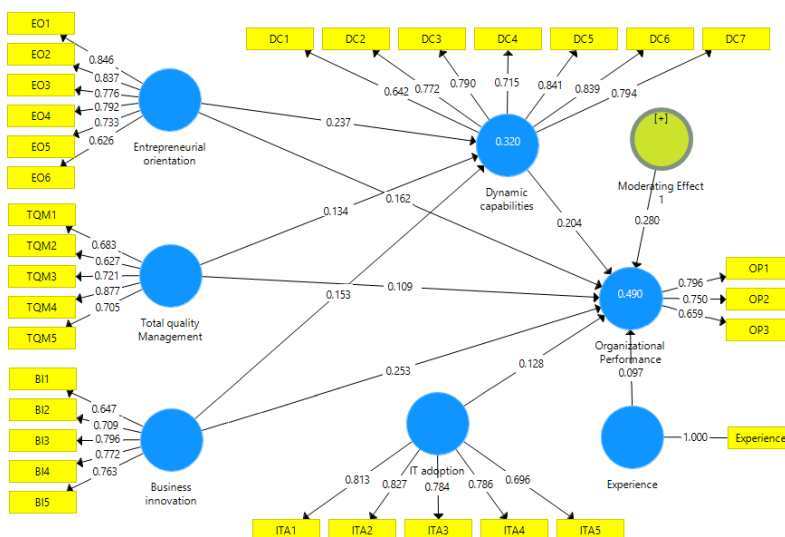 EO1
EO2
EO3
EO4
EO5
EO6
0.846
0.837
0.776
0.792
0.733
0.626
Entrepreneurial
orientation
DC1
DC2
DC3
DC4
DC5
DC6
DC7
0.642
0.772
0.790
0.715
0.841
0.839
0.794
0.320
Dynamic
capabilities
[+]
Moderating Effect
1
0.237
0.134
0.162
0.153
0.204
0.280
TQM1
TQM2
TQM3
TQM4
TQM5
0.683
0.627
0.721
0.877
0.705
Total quality
Management
0.109
0.490
Organizational
Performance
0.796
0.750
0.659
OP1
OP2
OP3
0.253
0.128
0.097
BI1
BI2
BI3
BI4
BI5
0.647
0.709
0.796
0.772
0.763
Business
innovation
IT adoption
0.813
0.827
0.784
0.786
0.696
ITA1
ITA2
ITA3
ITA4
ITA5
Experience
1.000
Experience